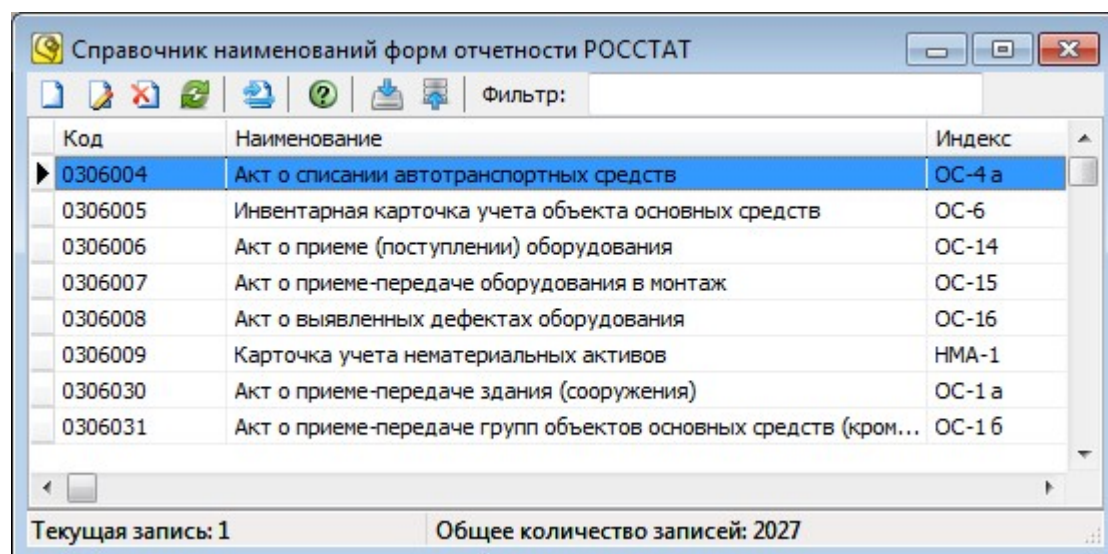 Справочник наименований форм отчетности РОССТАТ
Фильтр:
Код Наименование Индекс
0306004 Акт о списании автотранспортных средств ОС-4 а
0306005 Инвентарная карточка учета объекта основных средств ОС-6
0306006 Акт о приеме (поступлении) оборудования ОС-14
0306007 Акт о приеме-передаче оборудования в монтаж ОС-15
0306008 Акт о выявленных дефектах оборудования ОС-16
0306009 Карточка учета нематериальных активов НМА-1
0306030 Акт о приеме-передаче здания (сооружения) ОС-1 а
0306031 Акт о приеме-передаче групп объектов основных средств (кром... ОС-1 б
Текущая запись: 1 Общее количество записей: 2027